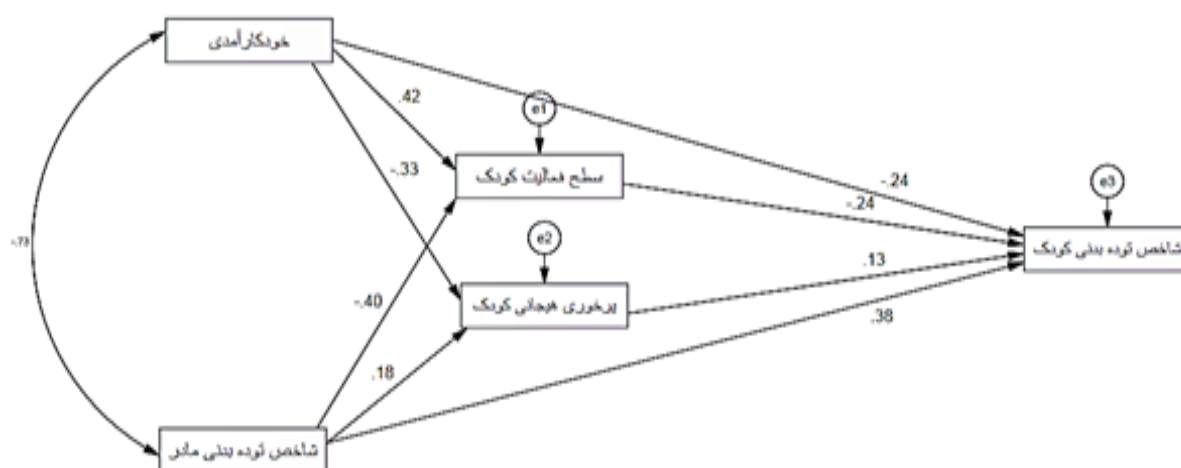 خودکارآمدی
.42
e1
-.33
سطح فعالیت کودک
-.24
-.24
e3
e2
شاخص توده بدنی کودک
-.73
.13
پرخوری هیجانی کودک
-.40
.38
.18
شاخص توده بدنی مادر